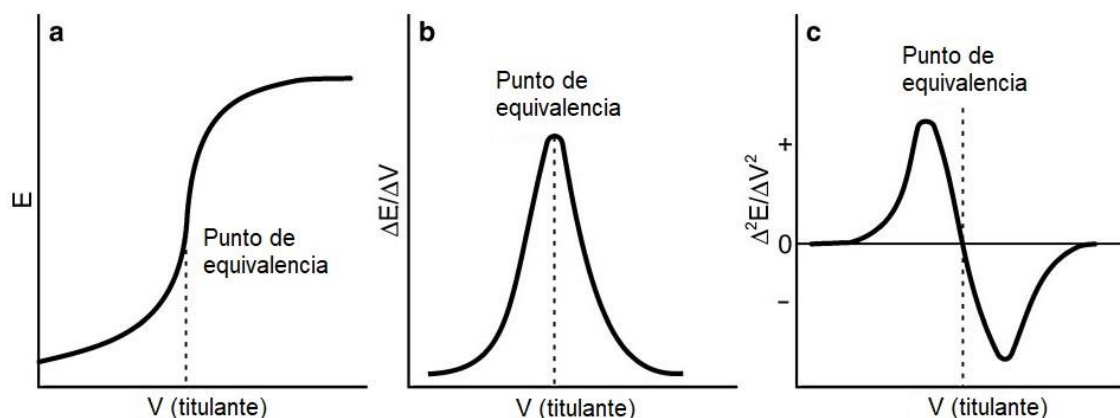 a
E
Punto de
equivalencia
V (titulante)
b
ΔE/ΔV
Punto de
equivalencia
V (titulante)
c
Δ²E/ΔV²
+
0
-
Punto de
equivalencia
V (titulante)